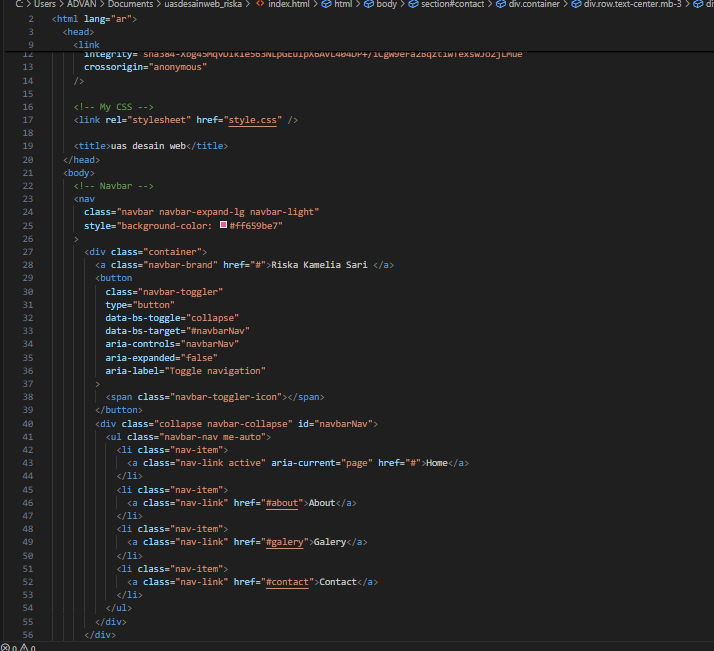 C: > Users > ADVAN > Documents > uasdesainweb_riska > index.html > html > body > section#contact > div.container > div.row.text-center.mb-3 >
2 <html lang="ar">
3 <head>
9 <link
12
13 crossorigin="anonymous"
14 />
15
16 <!-- My CSS -->
17 <link rel="stylesheet" href="style.css" />
18
19 <title>uas desain web</title>
20 </head>
21 <body>
22 <!-- Navbar -->
23 <nav
24 class="navbar navbar-expand-lg navbar-light"
25 style="background-color: #ff659be7"
26 >
27 <div class="container">
28 <a class="navbar-brand" href="#">Riska Kamelia Sari </a>
29 <button
30 class="navbar-toggler"
31 type="button"
32 data-bs-toggle="collapse"
33 data-bs-target="#navbarNav"
34 aria-controls="navbarNav"
35 aria-expanded="false"
36 aria-label="Toggle navigation"
37 >
38 <span class="navbar-toggler-icon"></span>
39 </button>
40 <div class="collapse navbar-collapse" id="navbarNav">
41 <ul class="navbar-nav me-auto">
42 <li class="nav-item">
43 <a class="nav-link active" aria-current="page" href="#">Home</a>
44 </li>
45 <li class="nav-item">
46 <a class="nav-link" href="#about">About</a>
47 </li>
48 <li class="nav-item">
49 <a class="nav-link" href="#galery">Galery</a>
50 </li>
51 <li class="nav-item">
52 <a class="nav-link" href="#contact">Contact</a>
53 </li>
54 </ul>
55 </div>
56 </div>
0 0